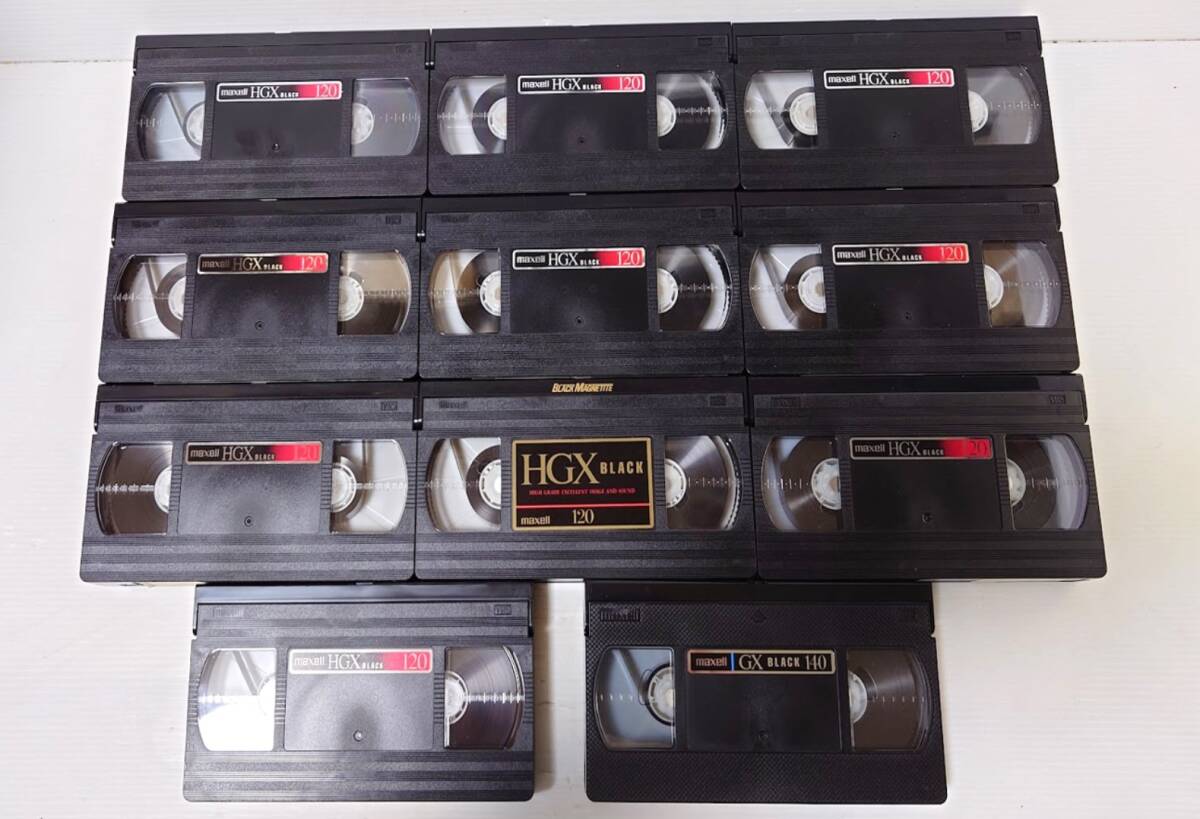 maxell HGX BLACK 120
maxell HGX BLACK 120
maxell HGX BLACK 120
maxell HGX BLACK 120
maxell HGX BLACK 120
maxell HGX BLACK 120
maxell HGX BLACK 120
BLACK MAGNETITE
HGX BLACK
HIGH GRADE EXCELLENT IMAGE AND SOUND
maxell 120
maxell HGX BLACK 120
maxell HGX BLACK 120
maxell
maxell GX BLACK 140